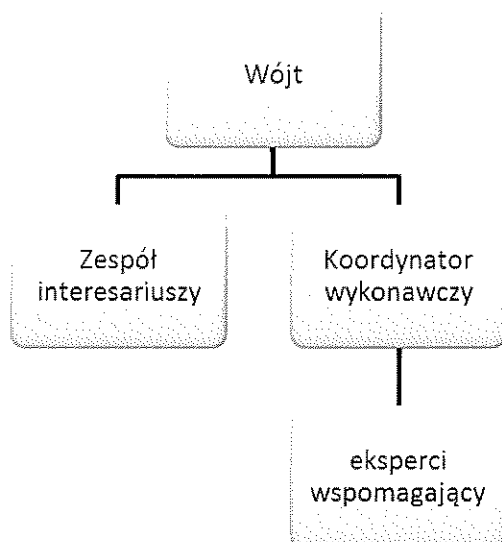 Wójt
Zespół
interesariuszy
Koordynator
wykonawczy
eksperci
wspomagający